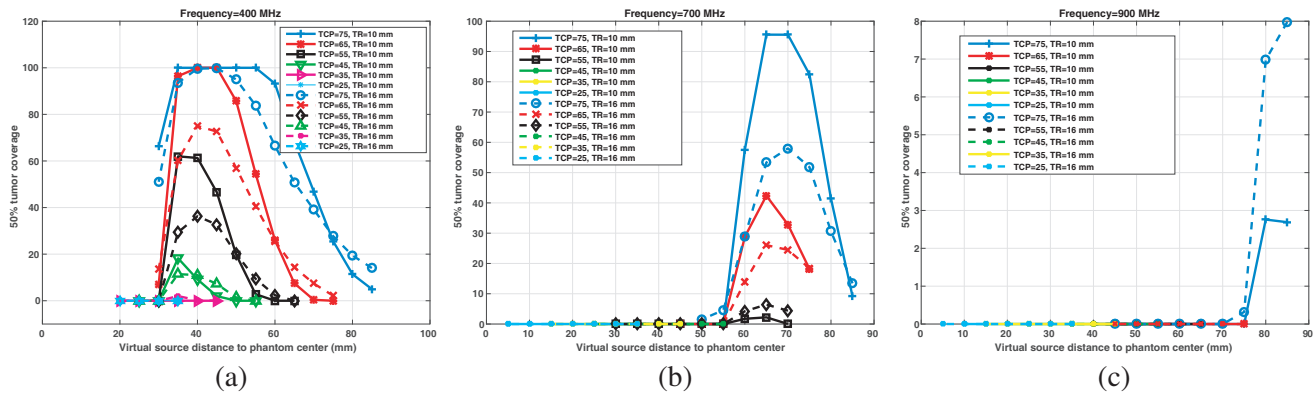 Frequency=400 MHz
50% tumor coverage
120
100
80
60
40
20
0
0
20
40
60
80
100
Virtual source distance to phantom center (mm)
TCP=75, TR=10 mm
TCP=65, TR=10 mm
TCP=55, TR=10 mm
TCP=45, TR=10 mm
TCP=35, TR=10 mm
TCP=25, TR=10 mm
TCP=75, TR=16 mm
TCP=65, TR=16 mm
TCP=55, TR=16 mm
TCP=45, TR=16 mm
TCP=35, TR=16 mm
TCP=25, TR=16 mm
(a)
Frequency=700 MHz
50% tumor coverage
100
90
80
70
60
50
40
30
20
10
0
0
10
20
30
40
50
60
70
80
90
Virtual source distance to phantom center
TCP=75, TR=10 mm
TCP=65, TR=10 mm
TCP=55, TR=10 mm
TCP=45, TR=10 mm
TCP=35, TR=10 mm
TCP=25, TR=10 mm
TCP=75, TR=16 mm
TCP=65, TR=16 mm
TCP=55, TR=16 mm
TCP=45, TR=16 mm
TCP=35, TR=16 mm
TCP=25, TR=16 mm
(b)
Frequency=900 MHz
50% tumor coverage
8
7
6
5
4
3
2
1
0
0
10
20
30
40
50
60
70
80
90
Virtual source distance to phantom center (mm)
TCP=75, TR=10 mm
TCP=65, TR=10 mm
TCP=55, TR=10 mm
TCP=45, TR=10 mm
TCP=35, TR=10 mm
TCP=25, TR=10 mm
TCP=75, TR=16 mm
TCP=55, TR=16 mm
TCP=45, TR=16 mm
TCP=35, TR=16 mm
TCP=25, TR=16 mm
(c)